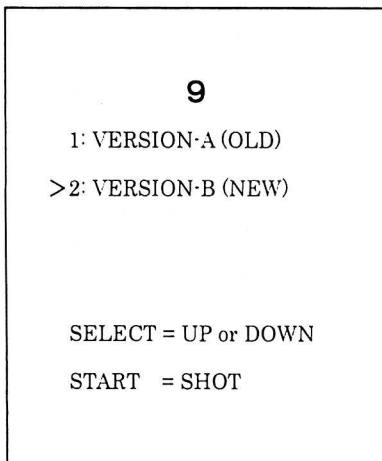 9
1: VERSION-A (OLD)
>2: VERSION-B (NEW)
SELECT = UP or DOWN
START = SHOT